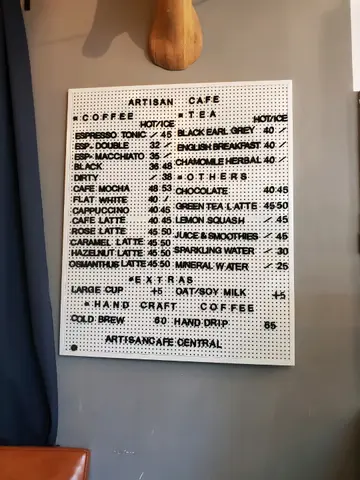 ARTISAN CAFE
COFFEE
HOT/ICE
ESPRESSO TONIC / 45
ESP- DOUBLE 32 /
ESP- MACCHIATO 35 /
BLACK 36 48
DIRTY / 38
CAFE MOCHA 48 53
FLAT WHITE 40 /
CAPPUCCINO 40 45
CAFE LATTE 40 45
ROSE LATTE 45 50
CARAMEL LATTE 45 50
HAZELNUT LATTE 45 50
OSMANTHUS LATTE 45 50
TEA
HOT/ICE
BLACK EARL GREY 40 /
ENGLISH BREAKFAST 40 /
CHAMOMILE HERBAL 40 /
OTHERS
CHOCOLATE 40 45
GREEN TEA LATTE 45 50
LEMON SQUASH / 45
JUICE & SMOOTHIES / 45
SPARKLING WATER / 30
MINERAL WATER / 25
EXTRAS
LARGE CUP +5 OAT/SOY MILK +5
HAND CRAFT COFFEE
COLD BREW 60 HAND DRIP 65
ARTISANCAFE CENTRAL